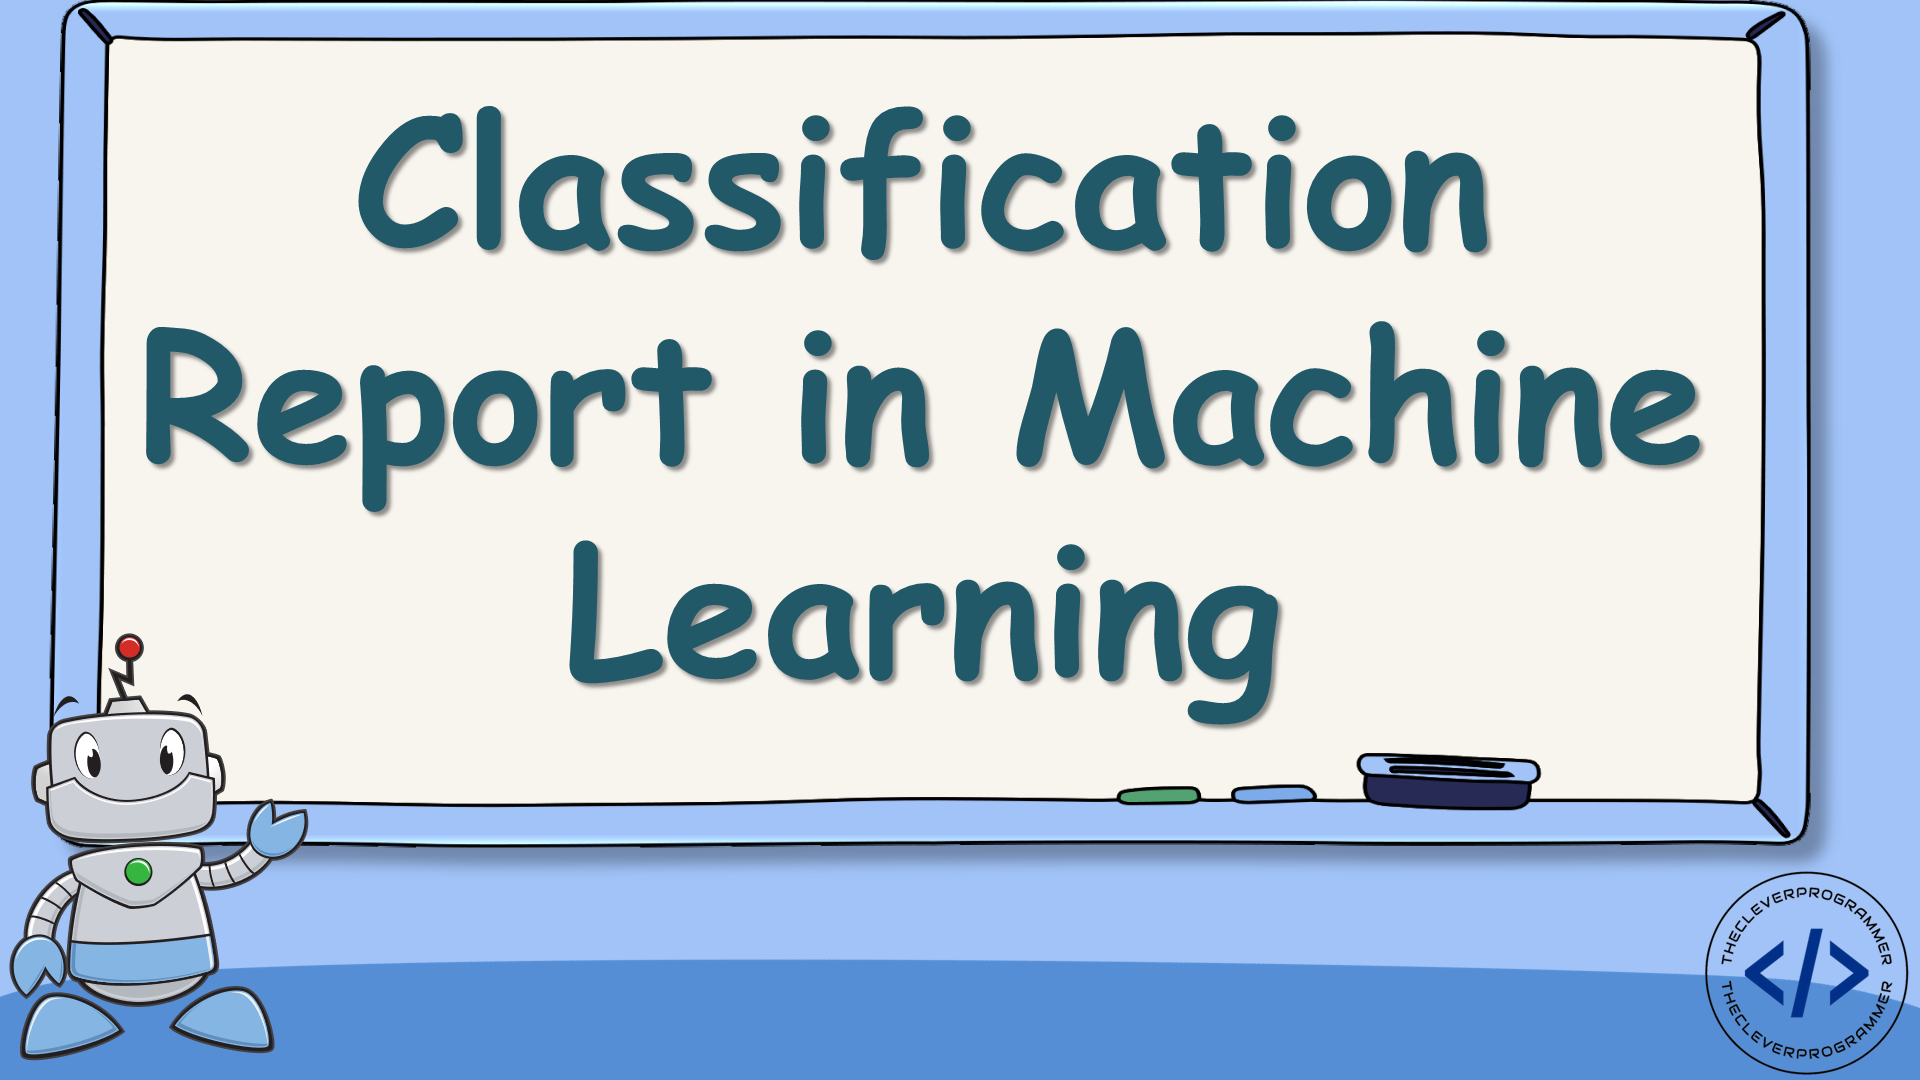 Classification
Report in Machine
Learning
THECLEVERPROGRAMMER
</>
THECLEVERPROGRAMMER